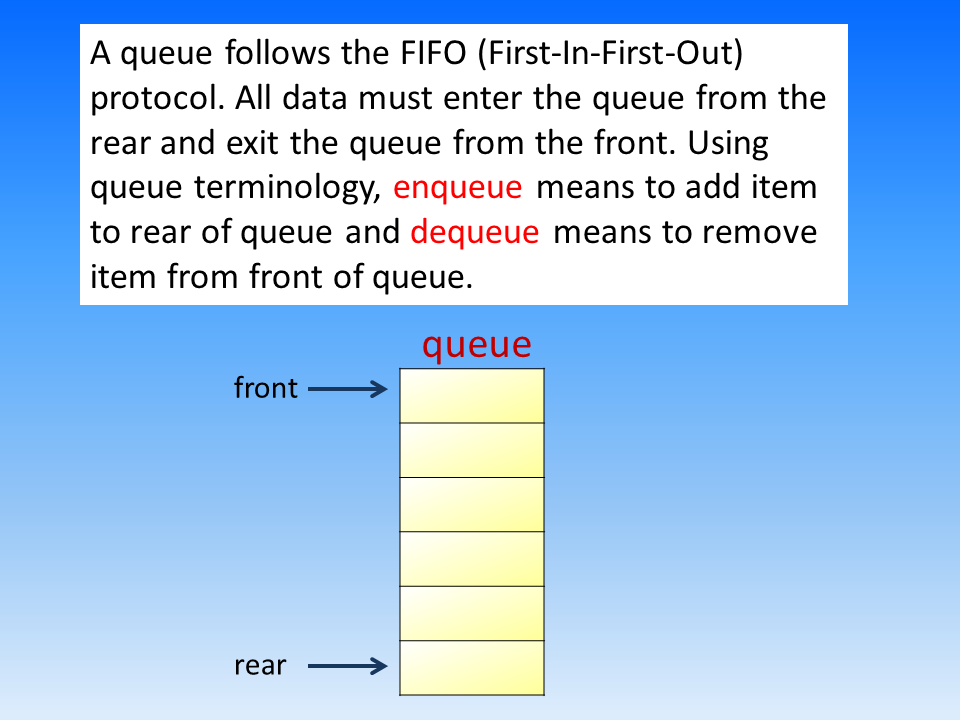 A queue follows the FIFO (First-In-First-Out)
protocol. All data must enter the queue from the
rear and exit the queue from the front. Using
queue terminology, enqueue means to add item
to rear of queue and dequeue means to remove
item from front of queue.
queue
front
rear